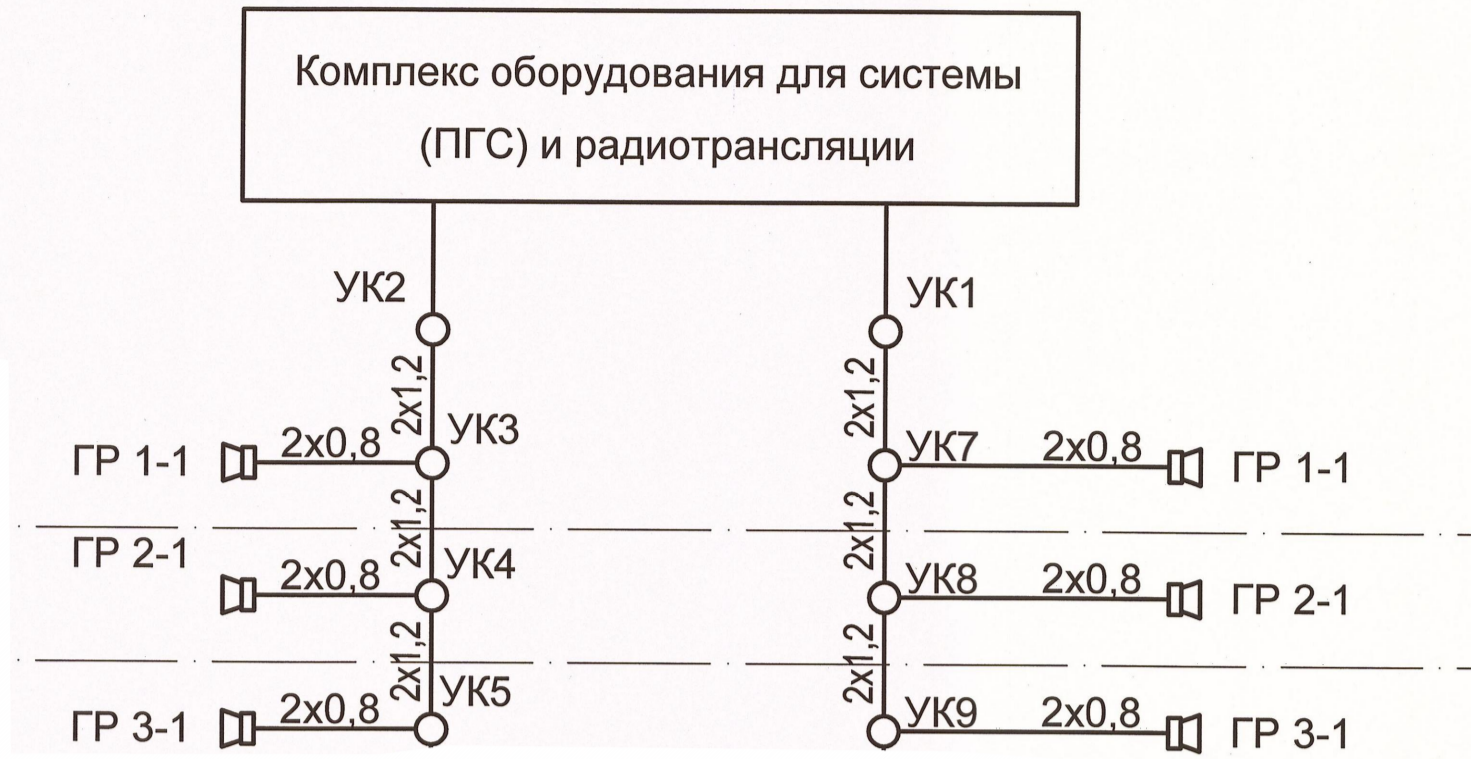 Комплекс оборудования для системы
(ПГС) и радиотрансляции
УК2
УК1
2х1,2
2х1,2
УК3
УК7
ГР 1-1
2х0,8
2х0,8
ГР 1-1
2х1,2
2х1,2
ГР 2-1
УК4
УК8
2х0,8
2х0,8
ГР 2-1
2х1,2
2х1,2
УК5
УК9
ГР 3-1
2х0,8
2х0,8
ГР 3-1